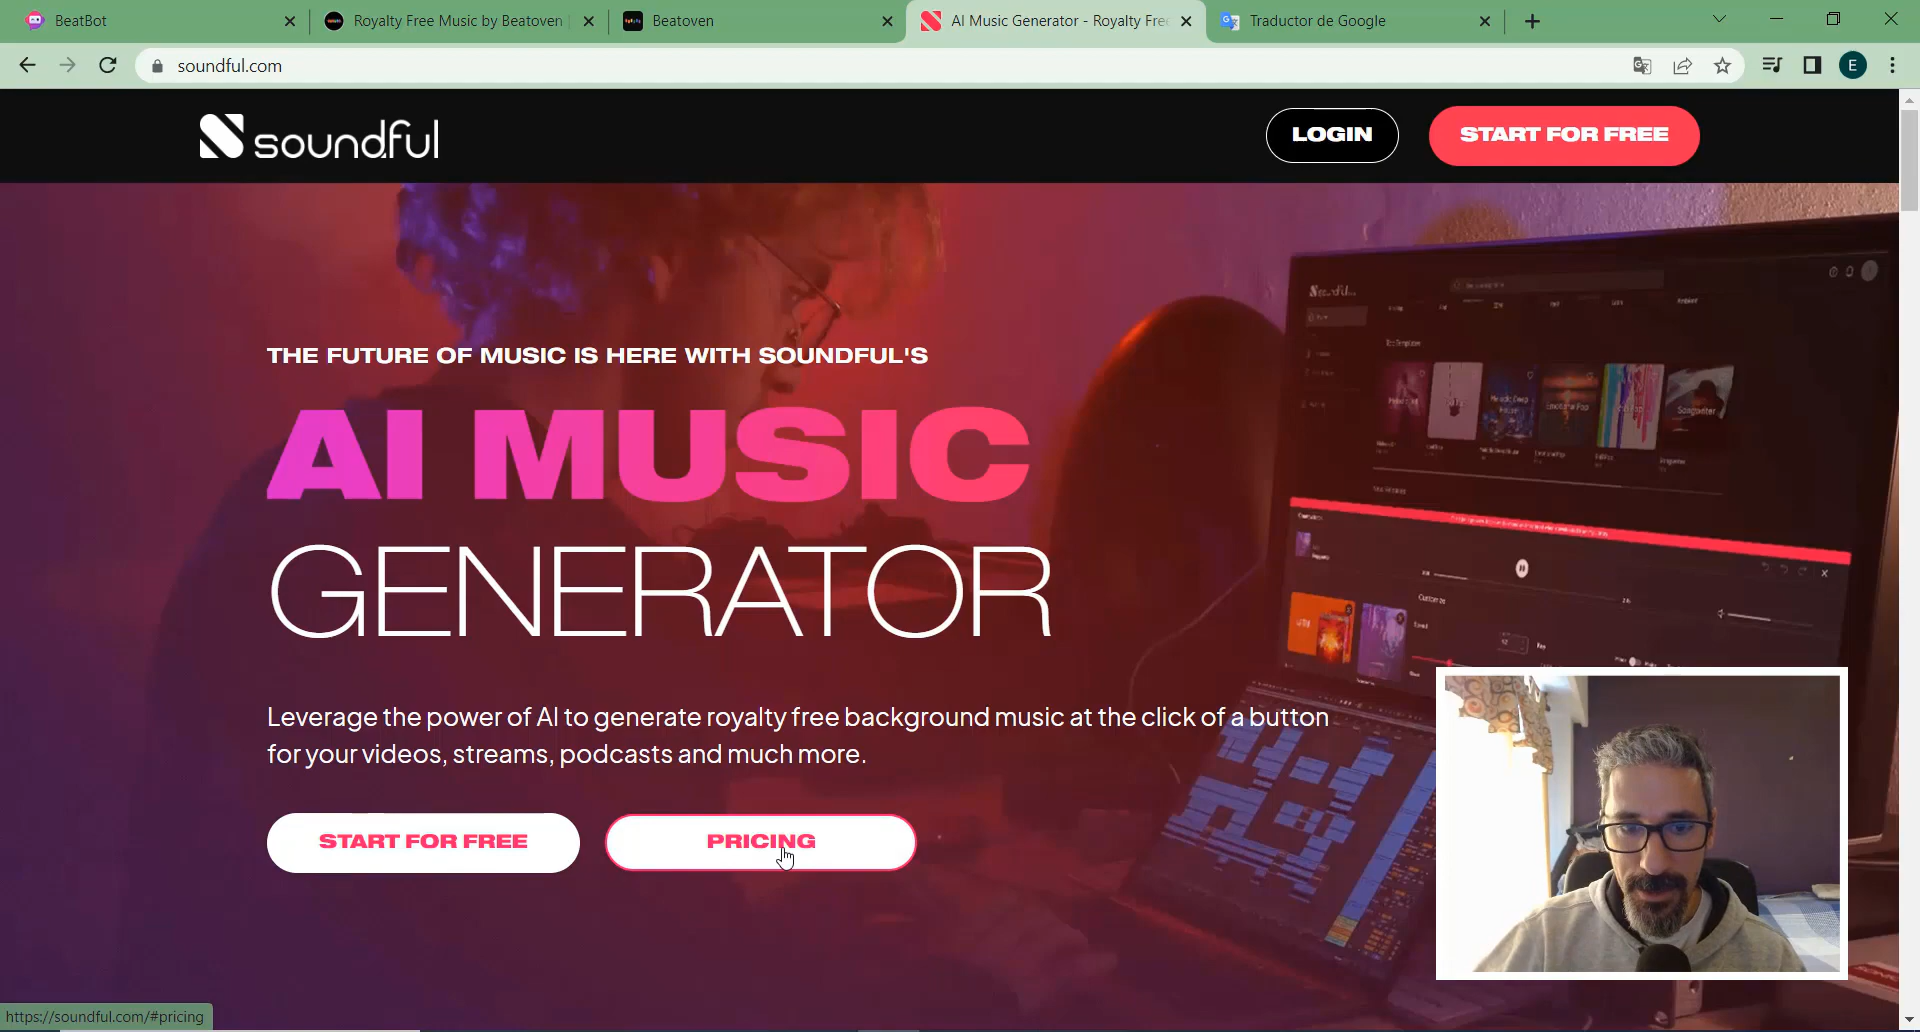 BeatBot
Royalty Free Music by Beatoven
Beatoven
AI Music Generator - Royalty Free
Traductor de Google
soundful.com
E
soundful
LOGIN
START FOR FREE
THE FUTURE OF MUSIC IS HERE WITH SOUNDFUL'S
AI MUSIC
GENERATOR
Leverage the power of AI to generate royalty free background music at the click of a button
for your videos, streams, podcasts and much more.
START FOR FREE
PRICING
Songwriter
https://soundful.com/#pricing